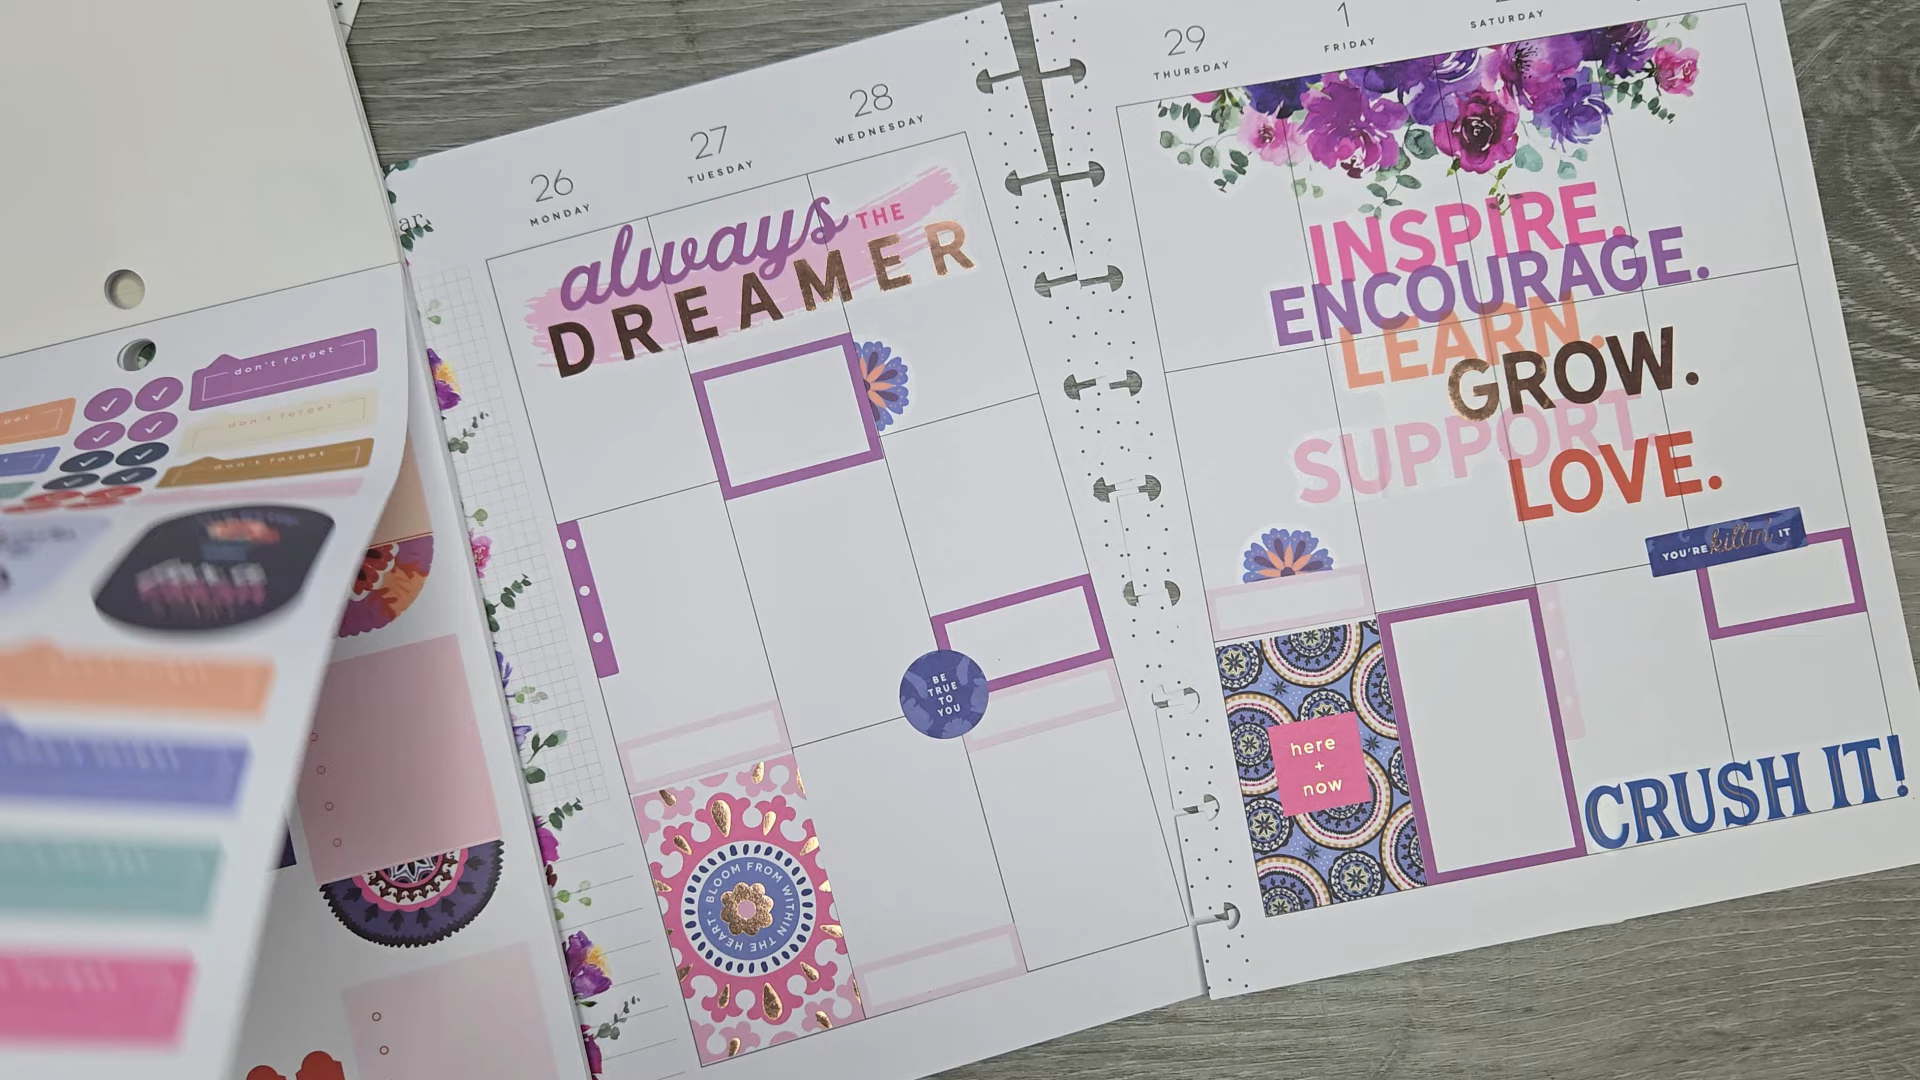 don't forget
don't forget
don't forget
26
MONDAY
27
TUESDAY
28
WEDNESDAY
always THE
DREAMER
BE
TRUE
TO
YOU
BLOOM FROM WITHIN THE HEART
29
THURSDAY
1
FRIDAY
SATURDAY
INSPIRE.
ENCOURAGE.
LEARN.
GROW.
SUPPORT.
LOVE.
YOU'RE killin' IT
here
+
now
CRUSH IT!